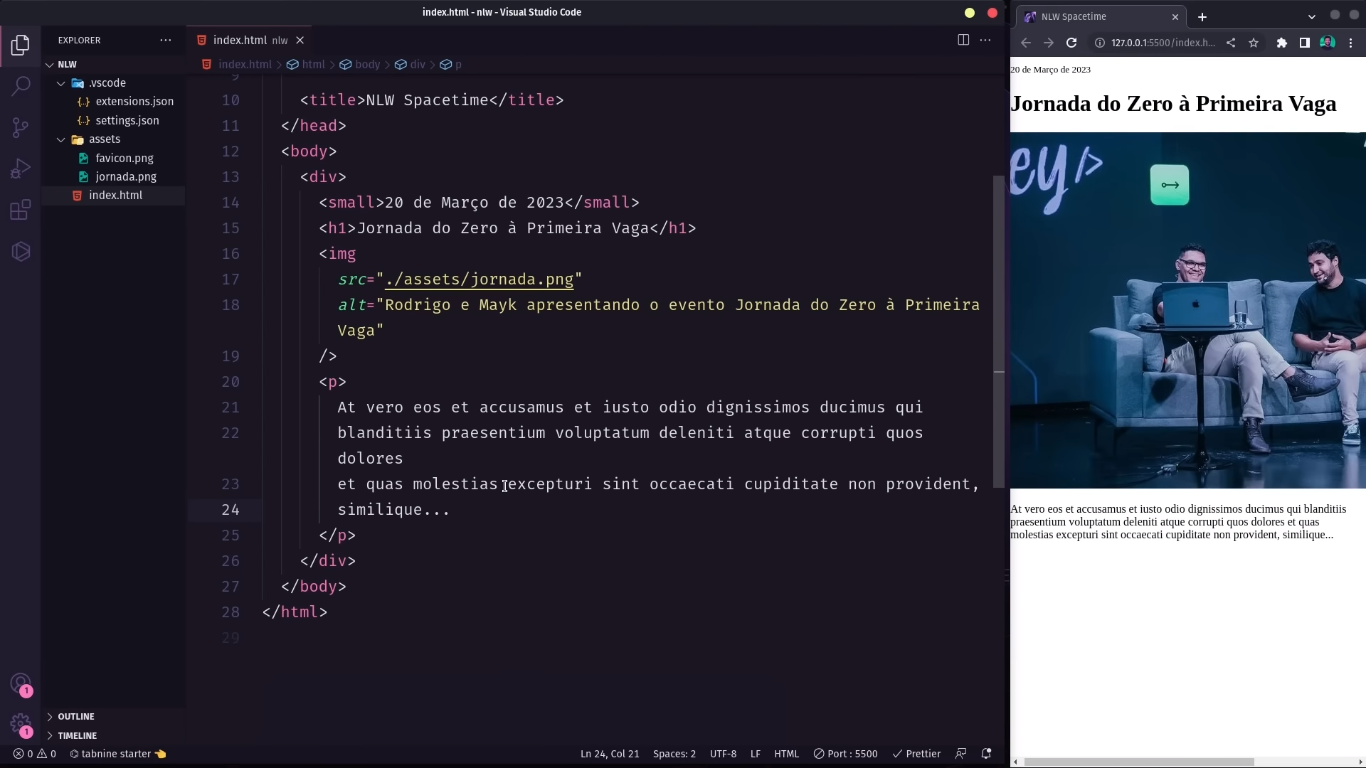 index.html - nlw - Visual Studio Code
EXPLORER
NLW
.vscode
extensions.json
settings.json
assets
favicon.png
jornada.png
index.html
OUTLINE
TIMELINE
index.html nlw
index.html > html > body > div > p
9
10 <title>NLW Spacetime</title>
11 </head>
12 <body>
13 <div>
14 <small>20 de Março de 2023</small>
15 <h1>Jornada do Zero à Primeira Vaga</h1>
16 <img
17 src="./assets/jornada.png"
18 alt="Rodrigo e Mayk apresentando o evento Jornada do Zero à Primeira
Vaga"
19 />
20 <p>
21 At vero eos et accusamus et iusto odio dignissimos ducimus qui
22 blanditiis praesentium voluptatum deleniti atque corrupti quos
dolores
23 et quas molestias excepturi sint occaecati cupiditate non provident,
24 similique...
25 </p>
26 </div>
27 </body>
28 </html>
29
1
1
0 0 tabnine starter 👈 Ln 24, Col 21 Spaces: 2 UTF-8 LF HTML Port : 5500 Prettier
NLW Spacetime
127.0.0.1:5500/index.h...
20 de Março de 2023
Jornada do Zero à Primeira Vaga
ey/>
At vero eos et accusamus et iusto odio dignissimos ducimus qui blanditiis
praesentium voluptatum deleniti atque corrupti quos dolores et quas
molestias excepturi sint occaecati cupiditate non provident, similique...